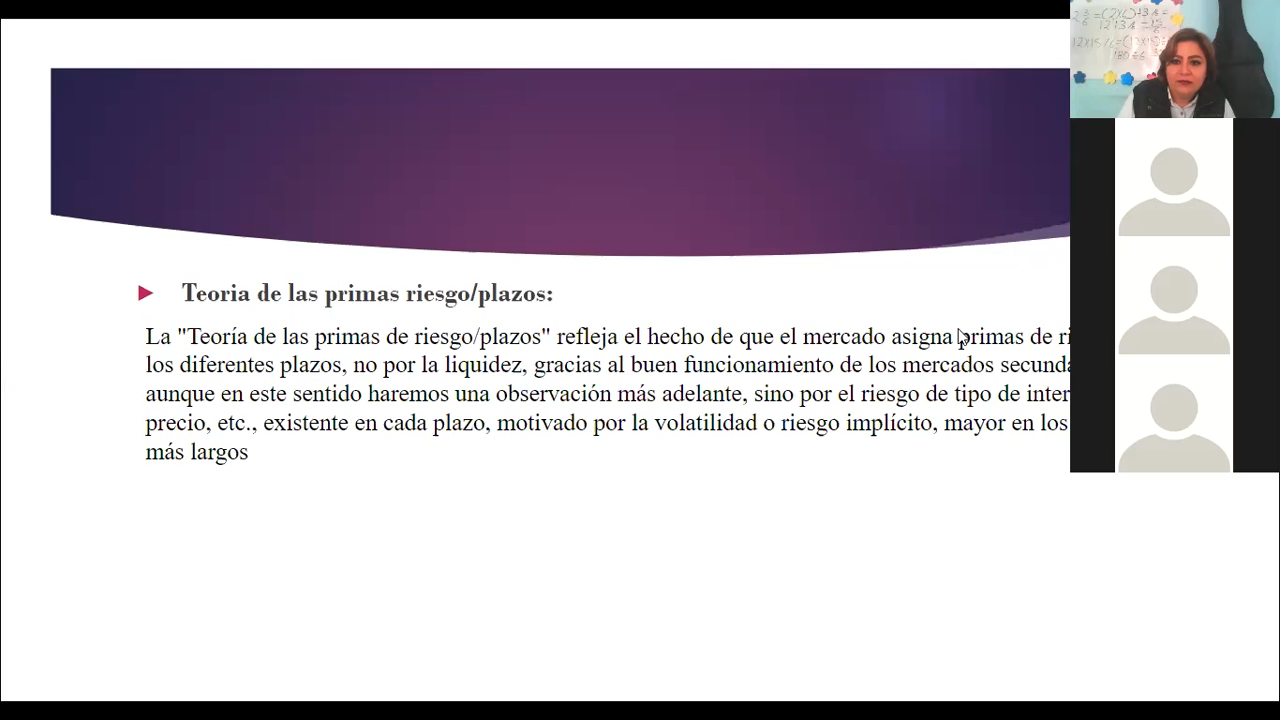 Teoria de las primas riesgo/plazos:
La "Teoría de las primas de riesgo/plazos" refleja el hecho de que el mercado asigna primas de
los diferentes plazos, no por la liquidez, gracias al buen funcionamiento de los mercados
aunque en este sentido haremos una observación más adelante, sino por el riesgo de tipo de
precio, etc., existente en cada plazo, motivado por la volatilidad o riesgo implícito, mayor en los
más largos